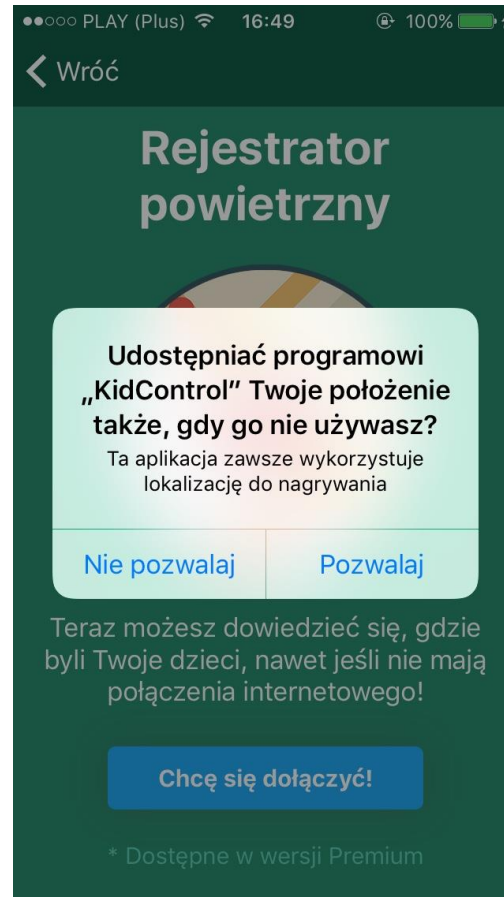 PLAY (Plus) 16:49 100%
Wróć
Rejestrator
powietrzny
Udostępniać programowi
„KidControl” Twoje położenie
także, gdy go nie używasz?
Ta aplikacja zawsze wykorzystuje
lokalizację do nagrywania
Nie pozwalaj Pozwalaj
Teraz możesz dowiedzieć się, gdzie
byli Twoje dzieci, nawet jeśli nie mają
połączenia internetowego!
Chcę się dołączyć!
* Dostępne w wersji Premium